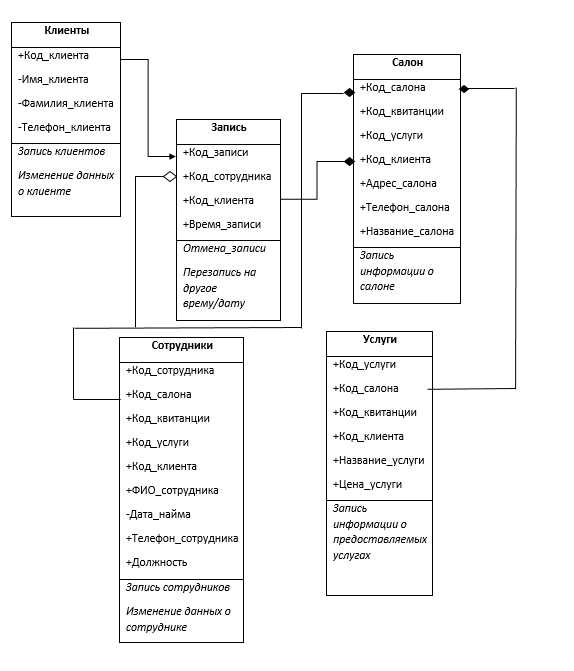 Клиенты
+Код_клиента
-Имя_клиента
-Фамилия_клиента
-Телефон_клиента
Запись клиентов
Изменение данных
о клиенте
Запись
+Код_записи
+Код_сотрудника
+Код_клиента
+Время_записи
Отмена_записи
Перезапись на
другое
врему/дату
Салон
+Код_салона
+Код_квитанции
+Код_услуги
+Код_клиента
+Адрес_салона
+Телефон_салона
+Название_салона
Запись
информации о
салоне
Сотрудники
+Код_сотрудника
+Код_салона
+Код_квитанции
+Код_услуги
+Код_клиента
+ФИО_сотрудника
-Дата_найма
+Телефон_сотрудника
+Должность
Запись сотрудников
Изменение данных о
сотруднике
Услуги
+Код_услуги
+Код_салона
+Код_квитанции
+Код_клиента
+Название_услуги
+Цена_услуги
Запись
информации о
предоставляемых
услугах